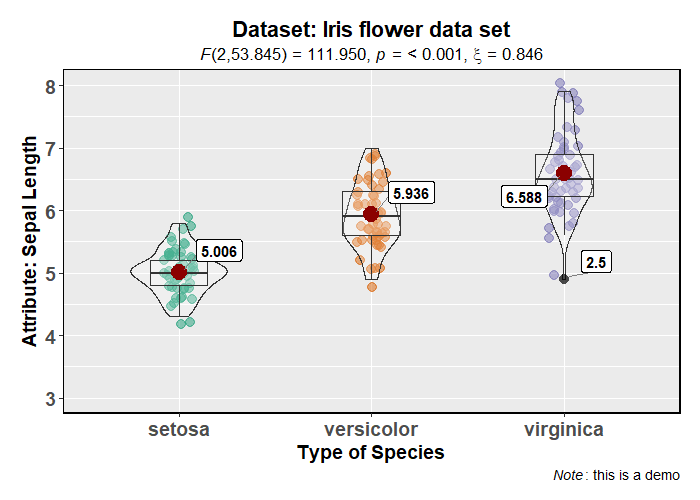 Dataset: Iris flower data set
F(2,53.845) = 111.950, p = < 0.001, ξ = 0.846
Attribute: Sepal Length
8
7
6
5
4
3
5.006
5.936
6.588
2.5
setosa
versicolor
virginica
Type of Species
Note: this is a demo